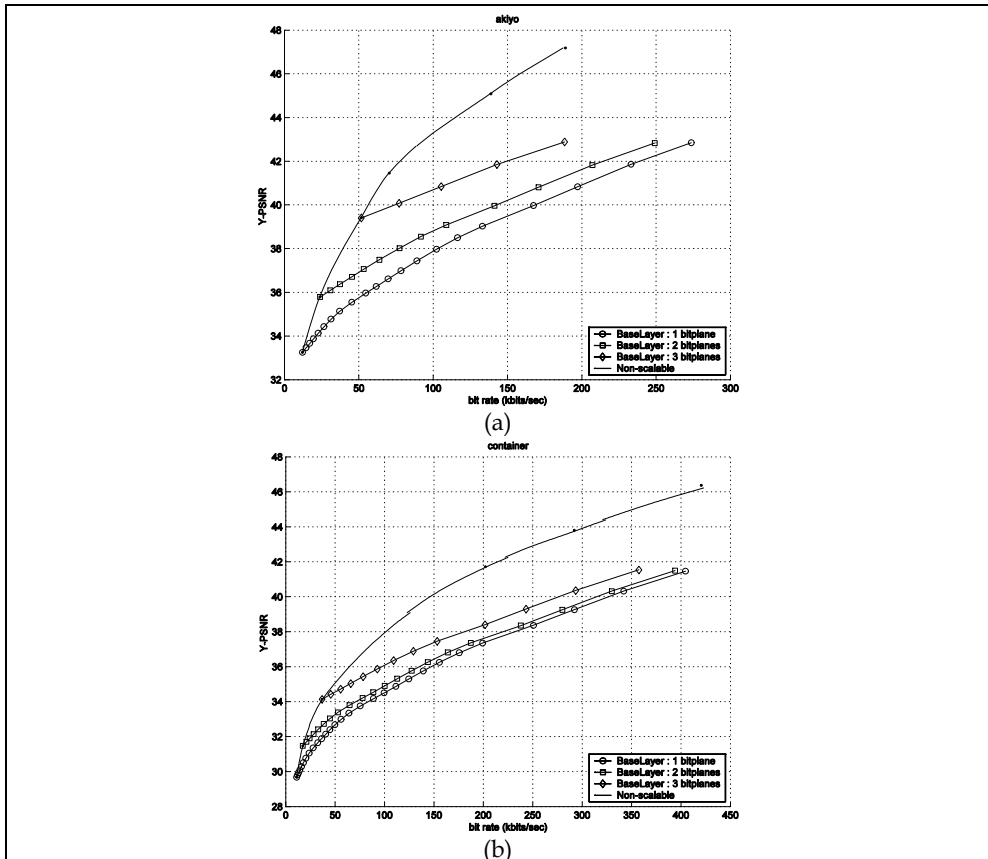 akiyo
48
46
44
42
40
38
36
34
32
Y-PSNR
0 50 100 150 200 250 300
bit rate (kbits/sec)
BaseLayer : 1 bitplane
BaseLayer : 2 bitplanes
BaseLayer : 3 bitplanes
Non-scalable
(a)
container
48
46
44
42
40
38
36
34
32
30
28
Y-PSNR
0 50 100 150 200 250 300 350 400 450
bit rate (kbits/sec)
BaseLayer : 1 bitplane
BaseLayer : 2 bitplanes
BaseLayer : 3 bitplanes
Non-scalable
(b)